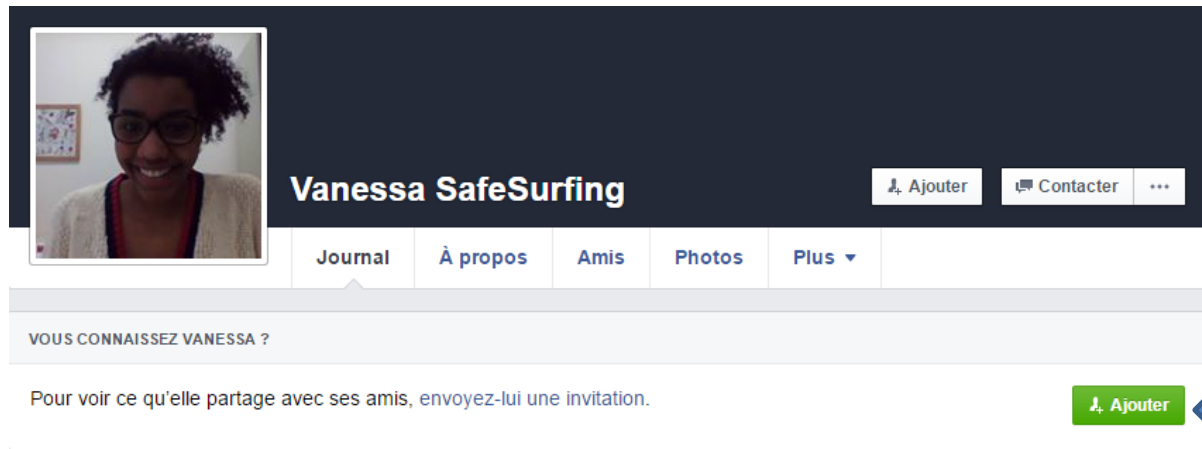 Vanessa SafeSurfing
Ajouter
Contacter
Journal
À propos
Amis
Photos
Plus
VOUS CONNAISSEZ VANESSA ?
Pour voir ce qu'elle partage avec ses amis, envoyez-lui une invitation.
Ajouter